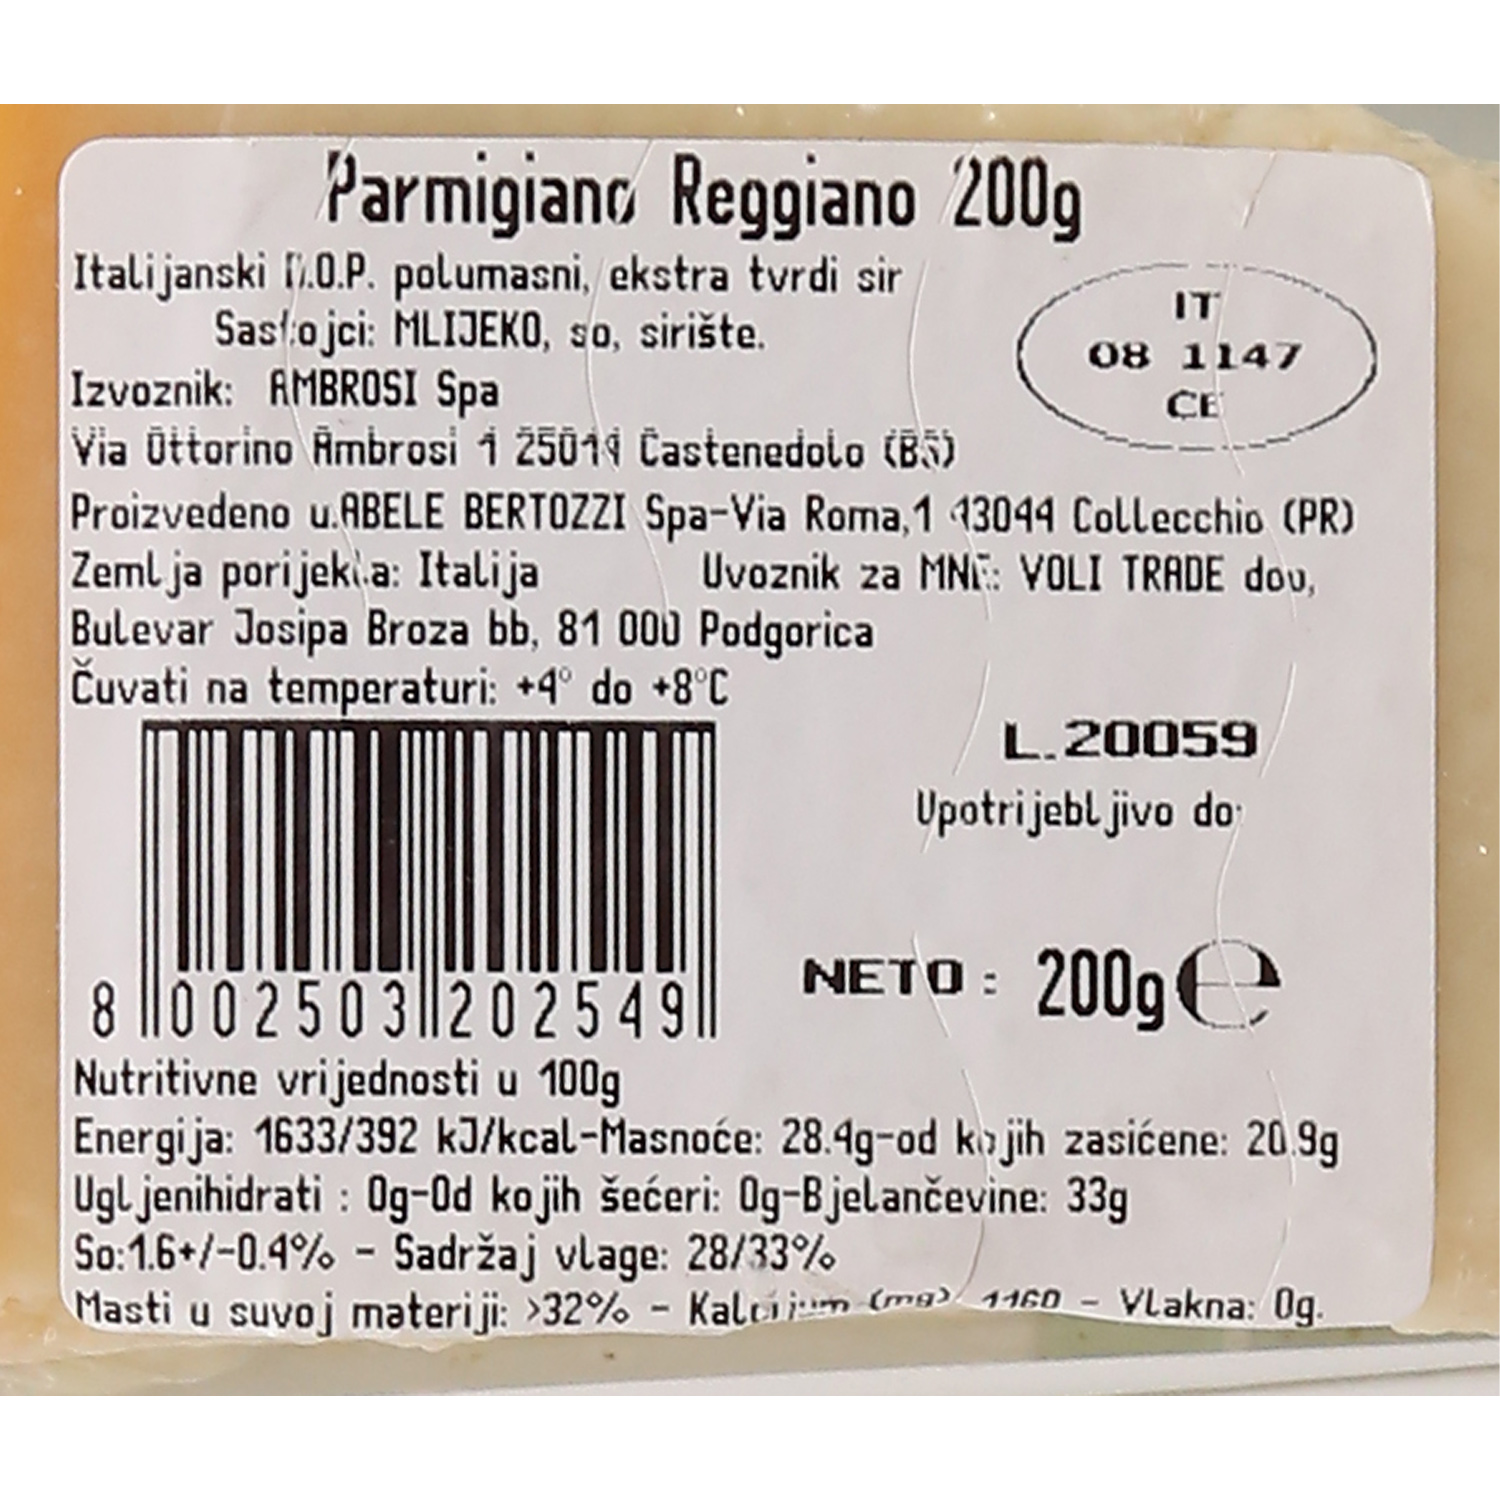 Parmigiano Reggiano 200g
Italijanski D.O.P. polumasni, ekstra tvrdi sir
Sastojci: MLIJEKO, so, sirište.
IT
08 1147
CE
Izvoznik: AMBROSI Spa
Via Ottorino Ambrosi 1 25014 Castenedolo (BS)
Proizvedeno u.ABELE BERTOZZI Spa-Via Roma,1 43044 Collecchio (PR)
Zemlja porijekla: Italija Uvoznik za MNE: VOLI TRADE doo,
Bulevar Josipa Broza bb, 81 000 Podgorica
Čuvati na temperaturi: +4° do +8°C
L.20059
Upotrijebljivo do:
NETO: 200g e
8 002503 202549
Nutritivne vrijednosti u 100g
Energija: 1633/392 kJ/kcal-Masnoće: 28.4g-od kojih zasićene: 20.9g
Ugljenihidrati : 0g-Od kojih šećeri: 0g-Bjelančevine: 33g
So:1.6+/-0.4% - Sadržaj vlage: 28/33%
Masti u suvoj materiji: >32% - Kalcijum (mg) 1160 - Vlakna: 0g.